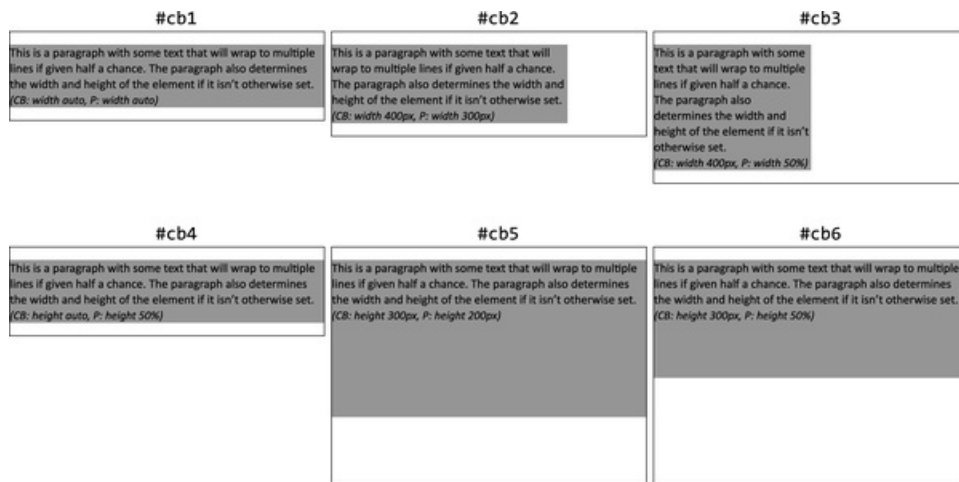 #cb1
This is a paragraph with some text that will wrap to multiple
lines if given half a chance. The paragraph also determines
the width and height of the element if it isn't otherwise set.
(CB: width auto, P: width auto)
#cb2
This is a paragraph with some text that will
wrap to multiple lines if given half a chance.
The paragraph also determines the width and
height of the element if it isn't otherwise set.
(CB: width 400px, P: width 300px)
#cb3
This is a paragraph with some
text that will wrap to multiple
lines if given half a chance.
The paragraph also
determines the width and
height of the element if it isn't
otherwise set.
(CB: width 400px, P: width 50%)
#cb4
This is a paragraph with some text that will wrap to multiple
lines if given half a chance. The paragraph also determines
the width and height of the element if it isn't otherwise set.
(CB: height auto, P: height 50%)
#cb5
This is a paragraph with some text that will wrap to multiple
lines if given half a chance. The paragraph also determines
the width and height of the element if it isn't otherwise set.
(CB: height 300px, P: height 200px)
#cb6
This is a paragraph with some text that will wrap to multiple
lines if given half a chance. The paragraph also determines
the width and height of the element if it isn't otherwise set.
(CB: height 300px, P: height 50%)